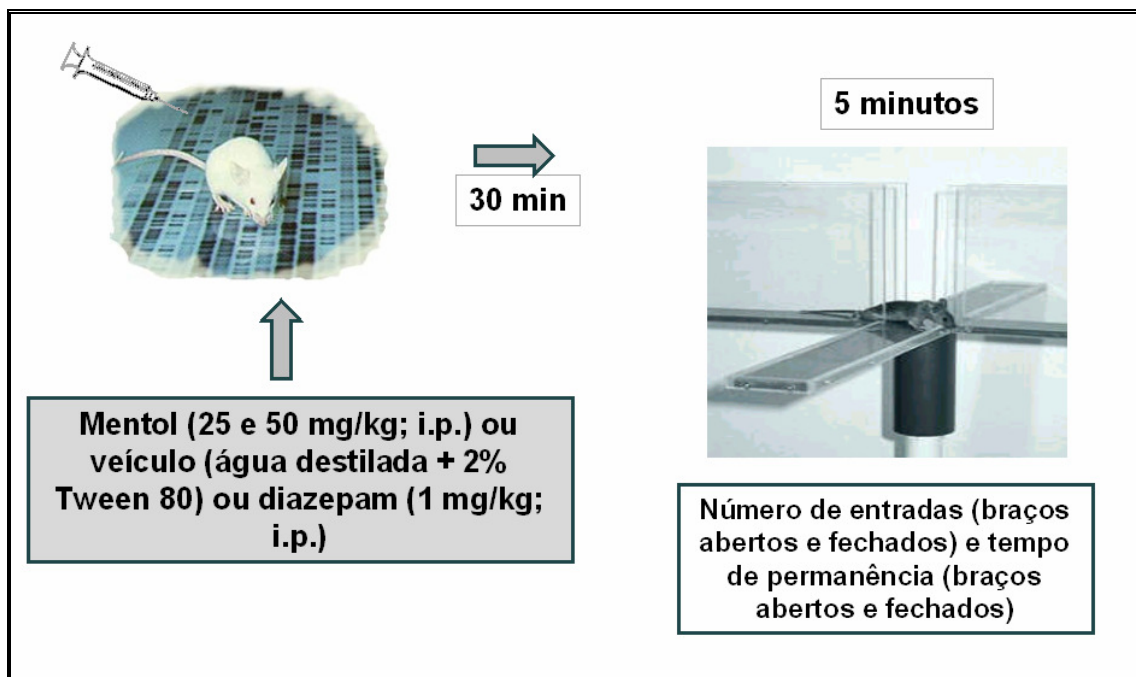 5 minutos
30 min
Mentol (25 e 50 mg/kg; i.p.) ou
veículo (água destilada + 2%
Tween 80) ou diazepam (1 mg/kg;
i.p.)
Número de entradas (braços
abertos e fechados) e tempo
de permanência (braços
abertos e fechados)